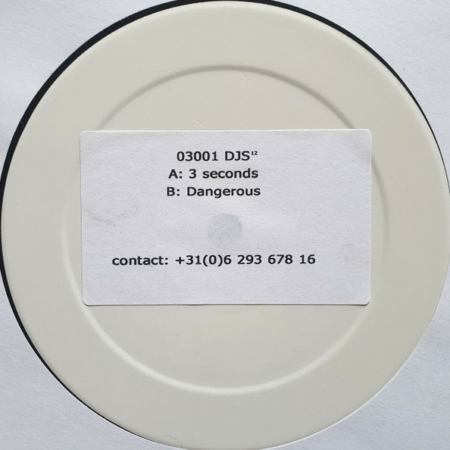 03001 DJS¹²
A: 3 seconds
B: Dangerous
contact: +31(0)6 293 678 16